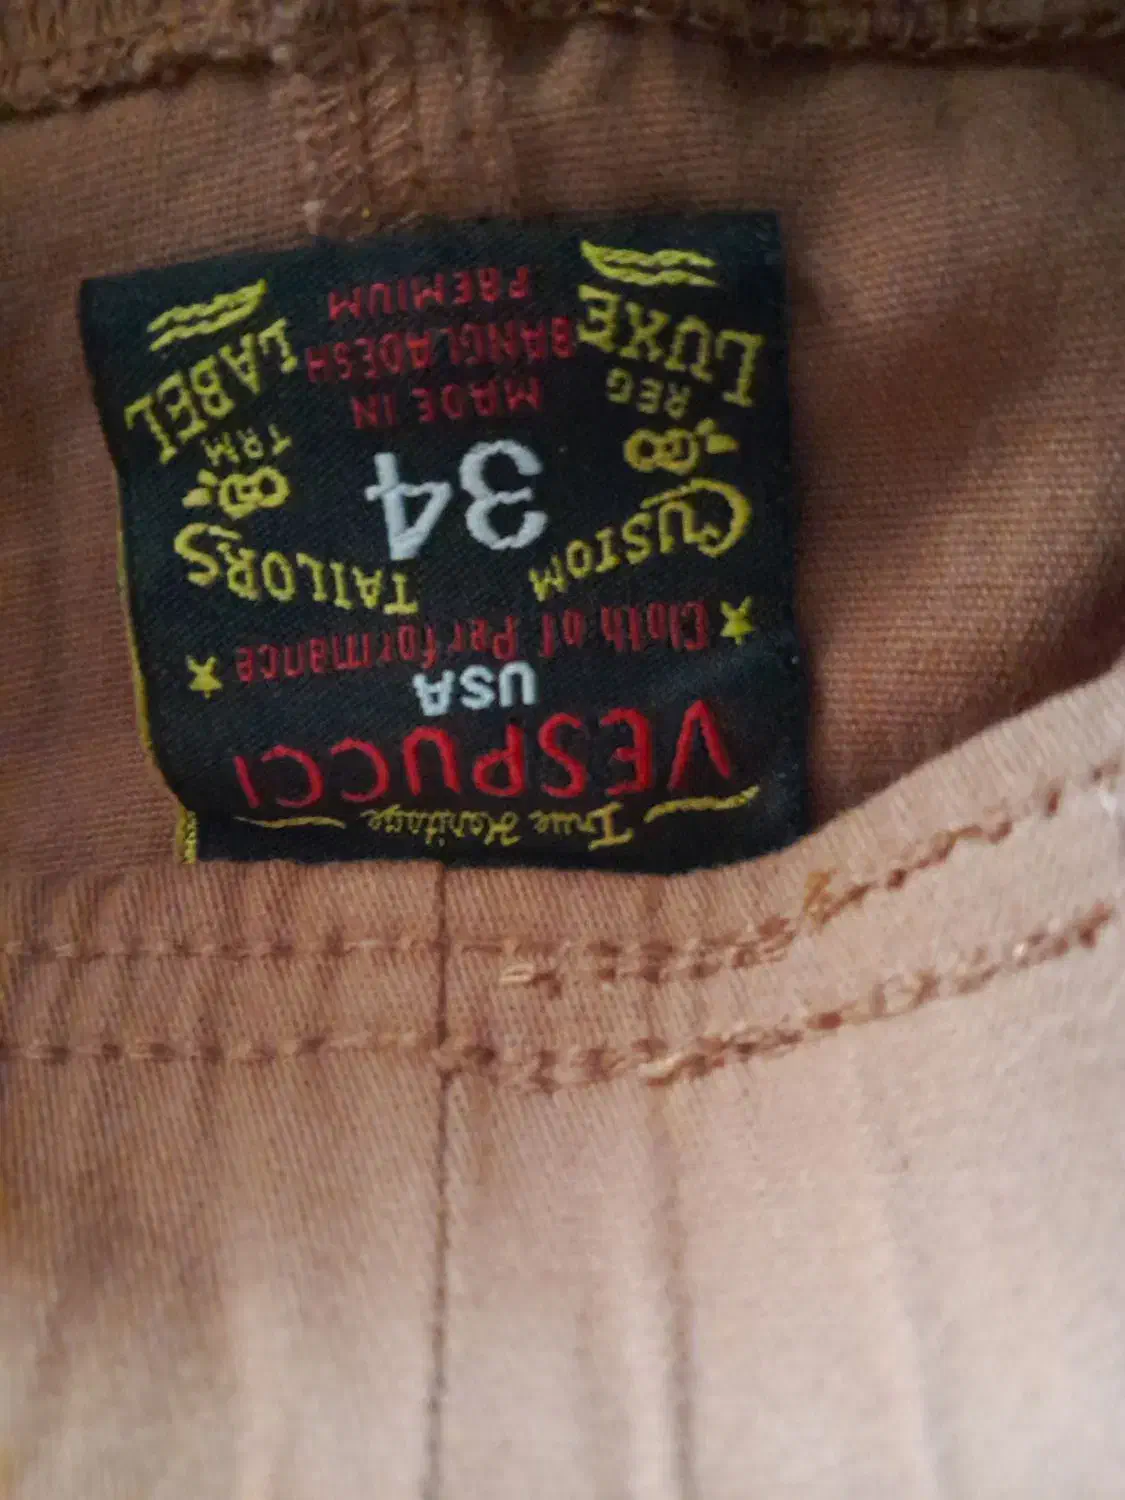 True Heritage
VESPUCCI
USA
★ Cloth of Performance ★
CUSTOM TAILORS
34
REG TRM
LUXE LABEL
MADE IN
BANGLADESH
PREMIUM